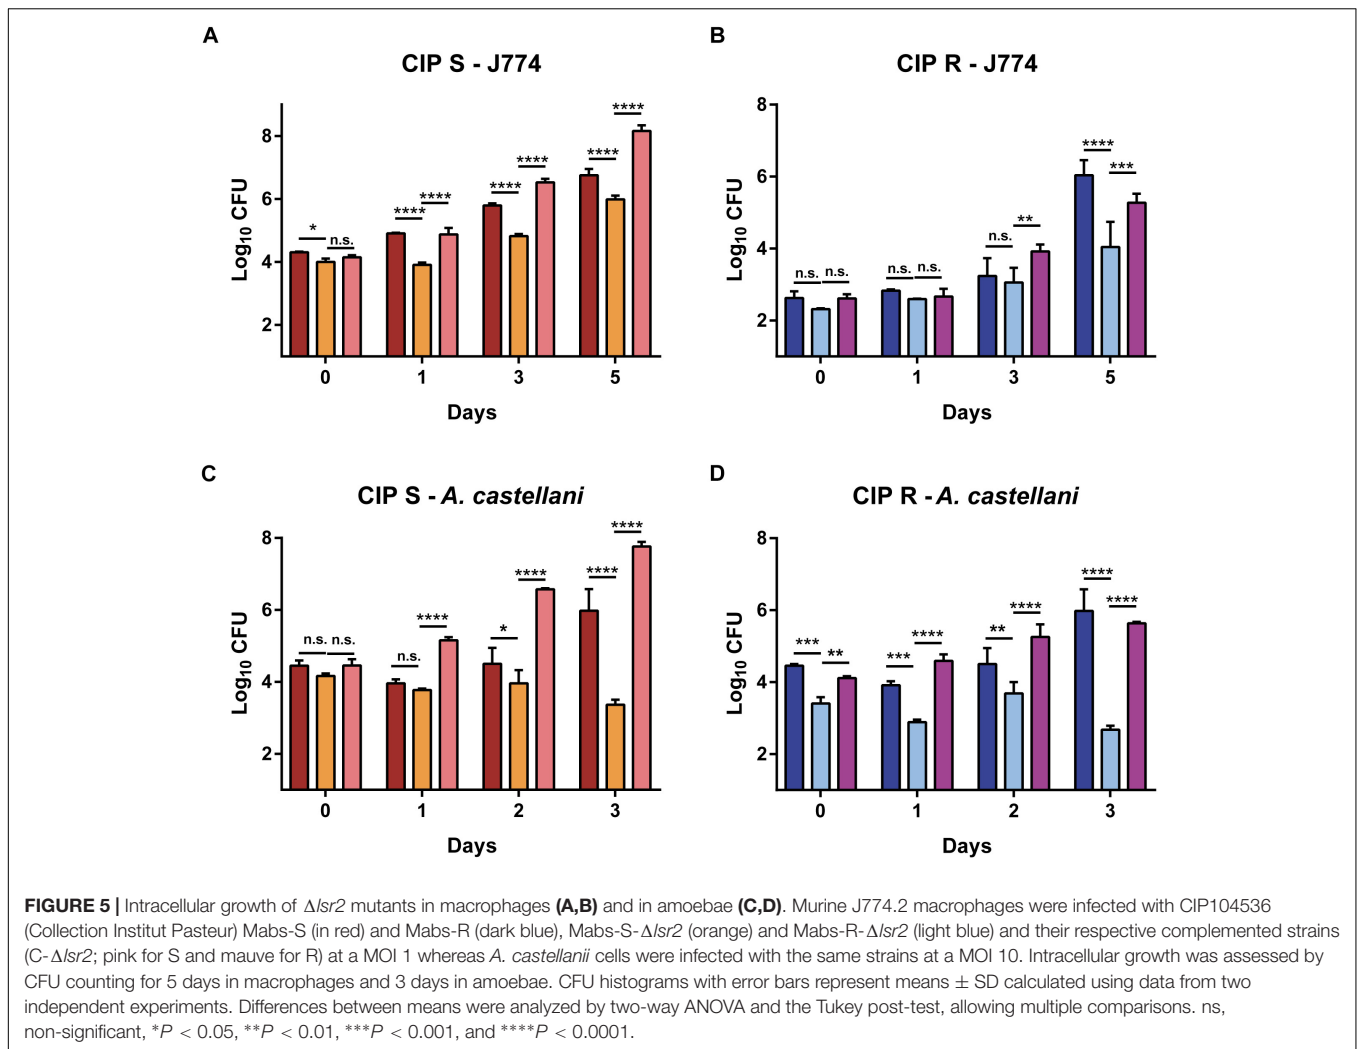 A
CIP S - J774
Log10 CFU
8
6
4
2
* n.s.
**** ****
**** ****
**** ****
0 1 3 5
Days
B
CIP R - J774
Log10 CFU
8
6
4
2
n.s. n.s.
n.s. n.s.
n.s. **
**** ***
0 1 3 5
Days
C
CIP S - A. castellani
Log10 CFU
8
6
4
2
n.s. n.s.
n.s. ****
* ****
**** ****
0 1 2 3
Days
D
CIP R - A. castellani
Log10 CFU
8
6
4
2
*** **
*** ****
** ****
**** ****
0 1 2 3
Days
FIGURE 5 | Intracellular growth of Δlsr2 mutants in macrophages (A,B) and in amoebae (C,D). Murine J774.2 macrophages were infected with CIP104536
(Collection Institut Pasteur) Mabs-S (in red) and Mabs-R (dark blue), Mabs-S-Δlsr2 (orange) and Mabs-R-Δlsr2 (light blue) and their respective complemented strains
(C-Δlsr2; pink for S and mauve for R) at a MOI 1 whereas A. castellanii cells were infected with the same strains at a MOI 10. Intracellular growth was assessed by
CFU counting for 5 days in macrophages and 3 days in amoebae. CFU histograms with error bars represent means ± SD calculated using data from two
independent experiments. Differences between means were analyzed by two-way ANOVA and the Tukey post-test, allowing multiple comparisons. ns,
non-significant, *P < 0.05, **P < 0.01, ***P < 0.001, and ****P < 0.0001.